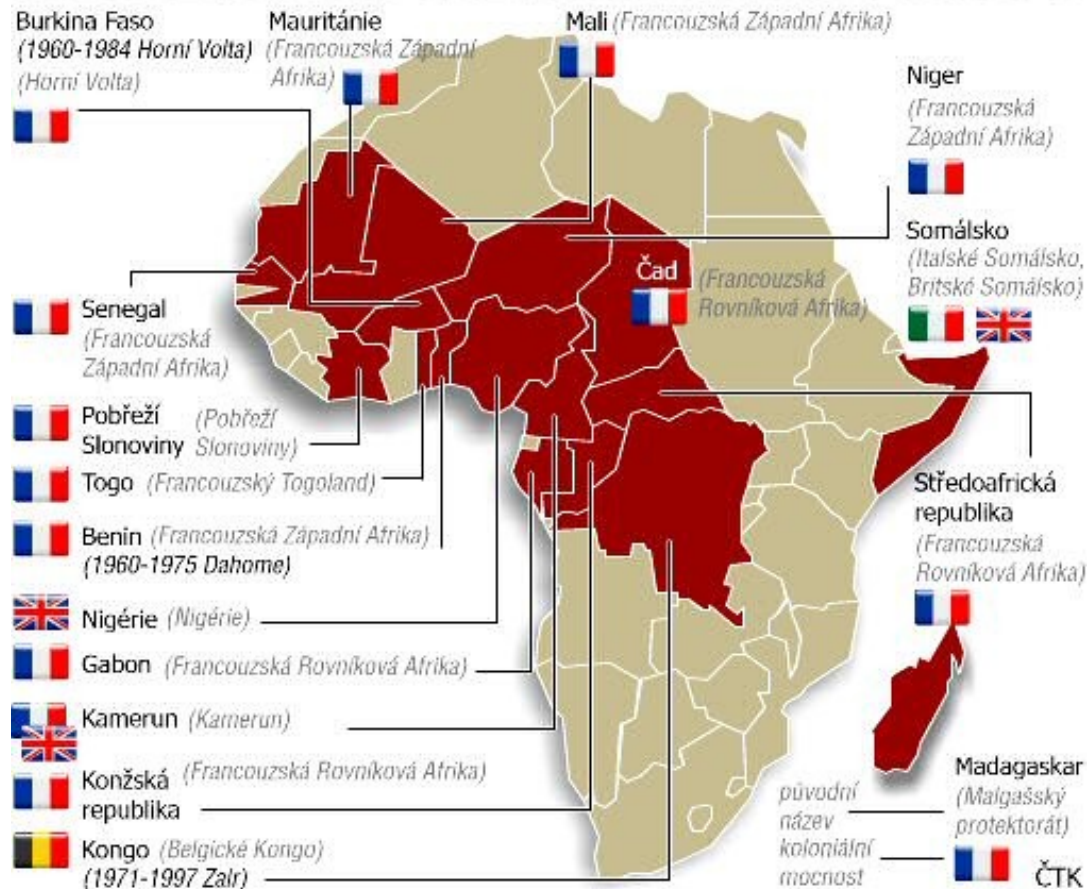 Burkina Faso
(1960-1984 Horní Volta)
(Horní Volta)
Mauritánie
(Francouzská Západní
Afrika)
Mali (Francouzská Západní Afrika)
Niger
(Francouzská
Západní Afrika)
Somálsko
(Italské Somálsko,
Britské Somálsko)
Čad
(Francouzská
Rovníková Afrika)
Senegal
(Francouzská
Západní Afrika)
Pobřeží
Slonoviny
(Pobřeží
Slonoviny)
Togo (Francouzský Togoland)
Benin (Francouzská Západní Afrika)
(1960-1975 Dahome)
Nigérie (Nigérie)
Gabon (Francouzská Rovníková Afrika)
Kamerun (Kamerun)
Konžská
republika
(Francouzská Rovníková Afrika)
Kongo (Belgické Kongo)
(1971-1997 Zair)
Středoafrická
republika
(Francouzská
Rovníková Afrika)
Madagaskar
(Malgašský
protektorát)
původní
název
koloniální
mocnost
ČTK